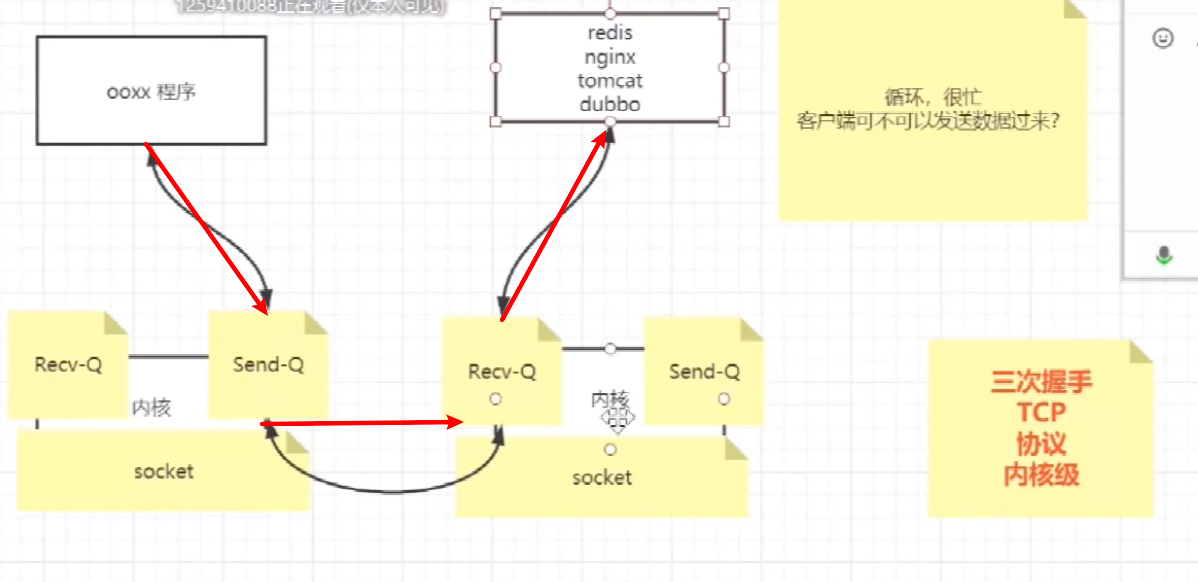 1259410088正在观看(仅本人可见)
ooxx 程序
redis
nginx
tomcat
dubbo
循环，很忙
客户端可不可以发送数据过来？
Recv-Q
Send-Q
内核
socket
Recv-Q
Send-Q
内核
socket
三次握手
TCP
协议
内核级